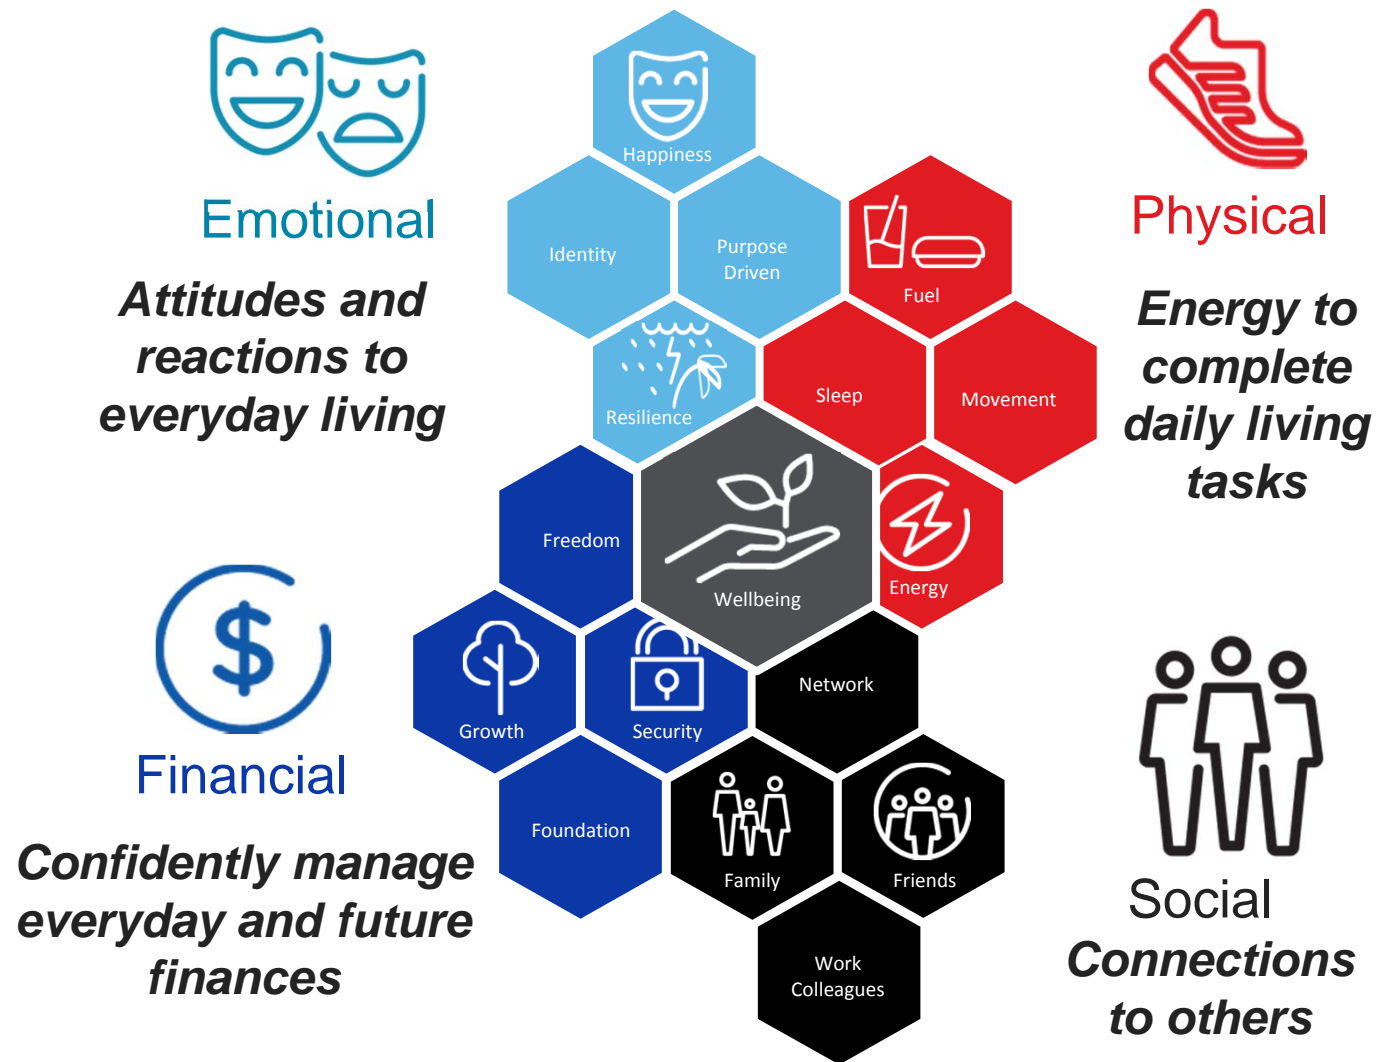 Emotional
Attitudes and
reactions to
everyday living
Happiness
Identity
Purpose
Driven
Resilience
Physical
Energy to
complete
daily living
tasks
Fuel
Sleep
Movement
Energy
Wellbeing
Freedom
Growth
Security
Foundation
$
Financial
Confidently manage
everyday and future
finances
Network
Family
Friends
Work
Colleagues
Social
Connections
to others